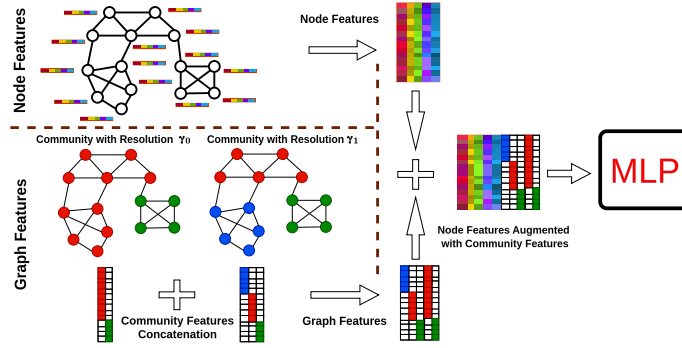 Node Features
Node Features
Community with Resolution γ0
Community with Resolution γ1
Graph Features
MLP
Node Features Augmented
with Community Features
Community Features
Concatenation
Graph Features